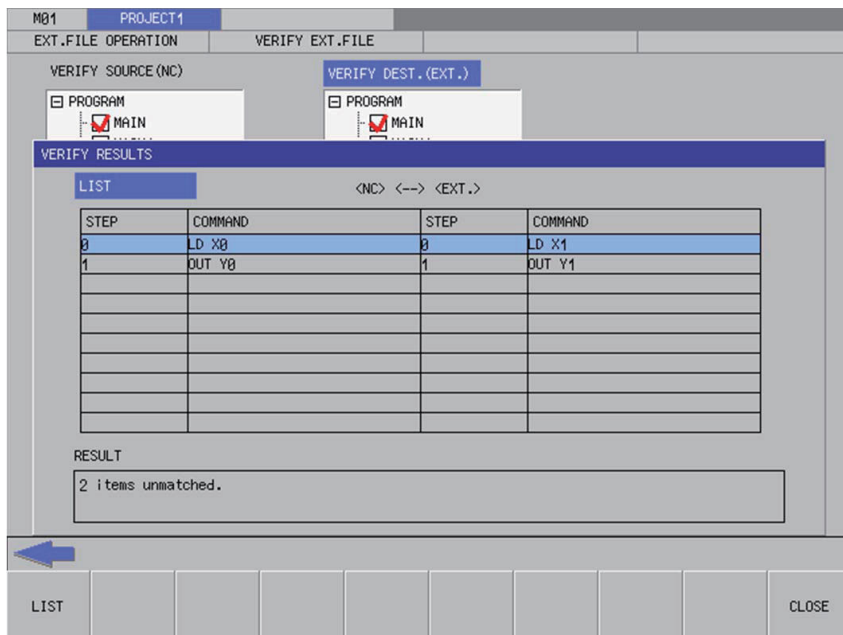 M01 PROJECT1
EXT.FILE OPERATION VERIFY EXT.FILE
VERIFY SOURCE(NC) VERIFY DEST.(EXT.)
PROGRAM PROGRAM
MAIN MAIN
VERIFY RESULTS
LIST <NC> <--> <EXT.>
STEP COMMAND STEP COMMAND
0 LD X0 0 LD X1
1 OUT Y0 1 OUT Y1
RESULT
2 items unmatched.
LIST CLOSE